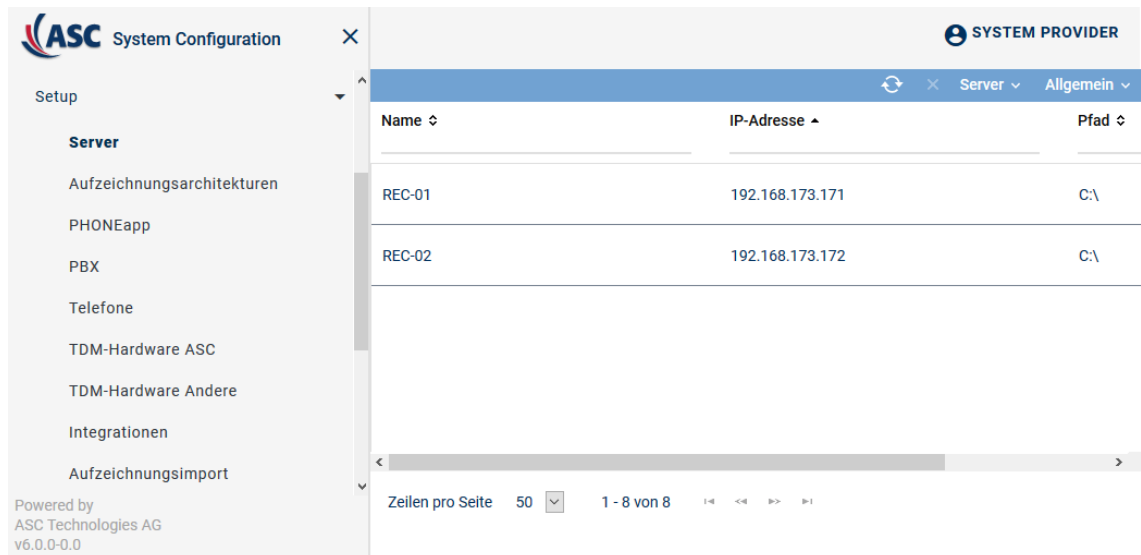 ASC System Configuration
SYSTEM PROVIDER
Setup
Server
Aufzeichnungsarchitekturen
PHONEapp
PBX
Telefone
TDM-Hardware ASC
TDM-Hardware Andere
Integrationen
Aufzeichnungsimport
Powered by
ASC Technologies AG
v6.0.0-0.0
Server Allgemein
Name IP-Adresse Pfad
REC-01 192.168.173.171 C:\
REC-02 192.168.173.172 C:\
Zeilen pro Seite 50 1 - 8 von 8